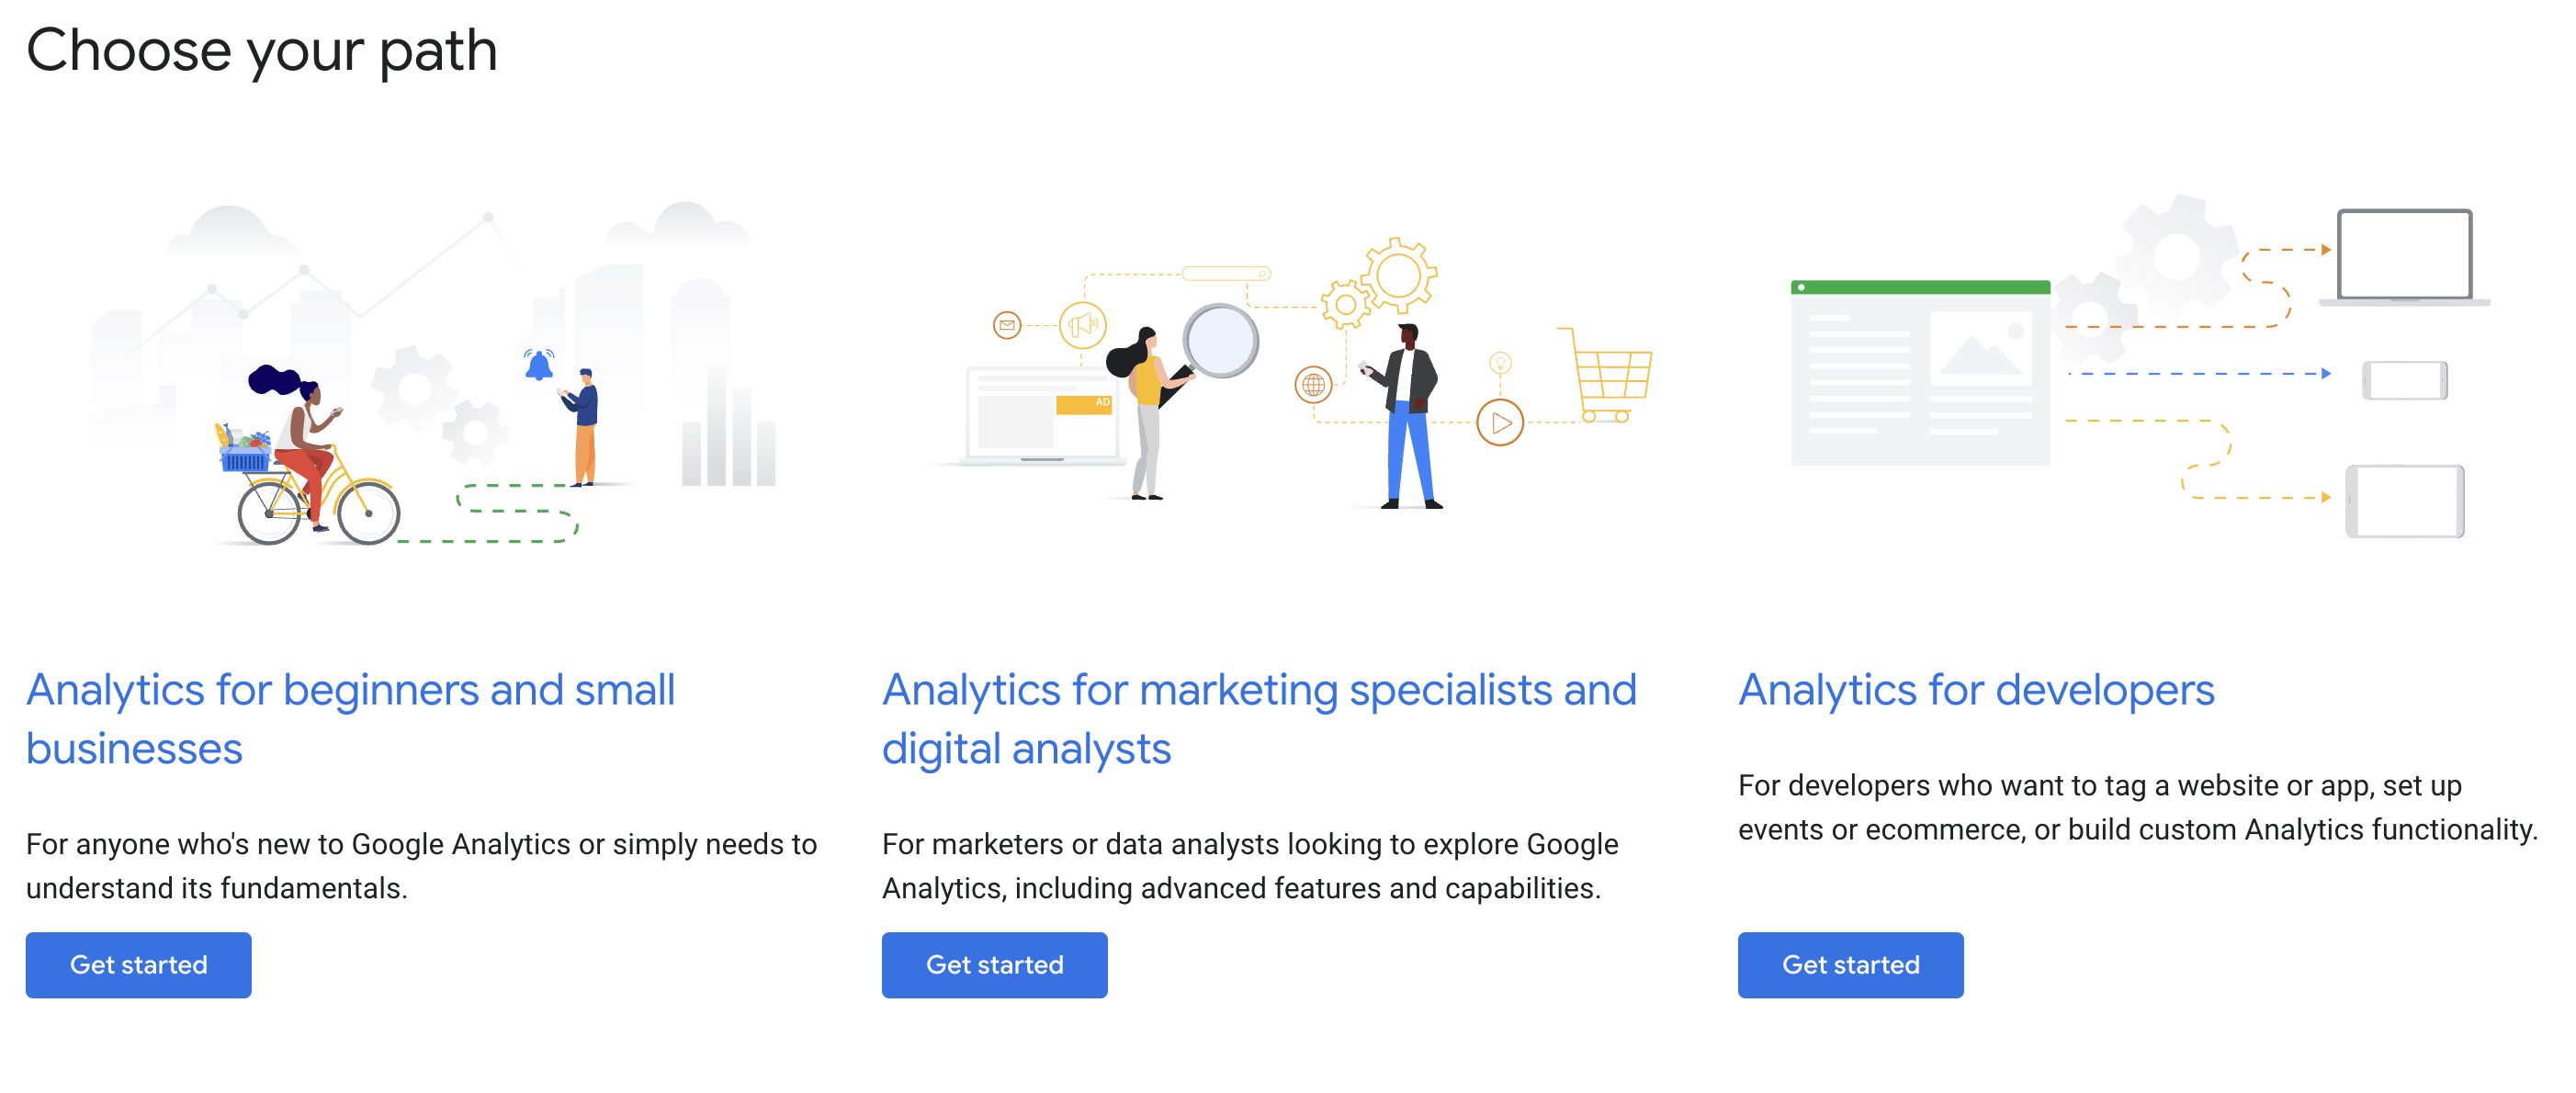 Choose your path
AD
Analytics for beginners and small
businesses
For anyone who's new to Google Analytics or simply needs to
understand its fundamentals.
Get started
Analytics for marketing specialists and
digital analysts
For marketers or data analysts looking to explore Google
Analytics, including advanced features and capabilities.
Get started
Analytics for developers
For developers who want to tag a website or app, set up
events or ecommerce, or build custom Analytics functionality.
Get started